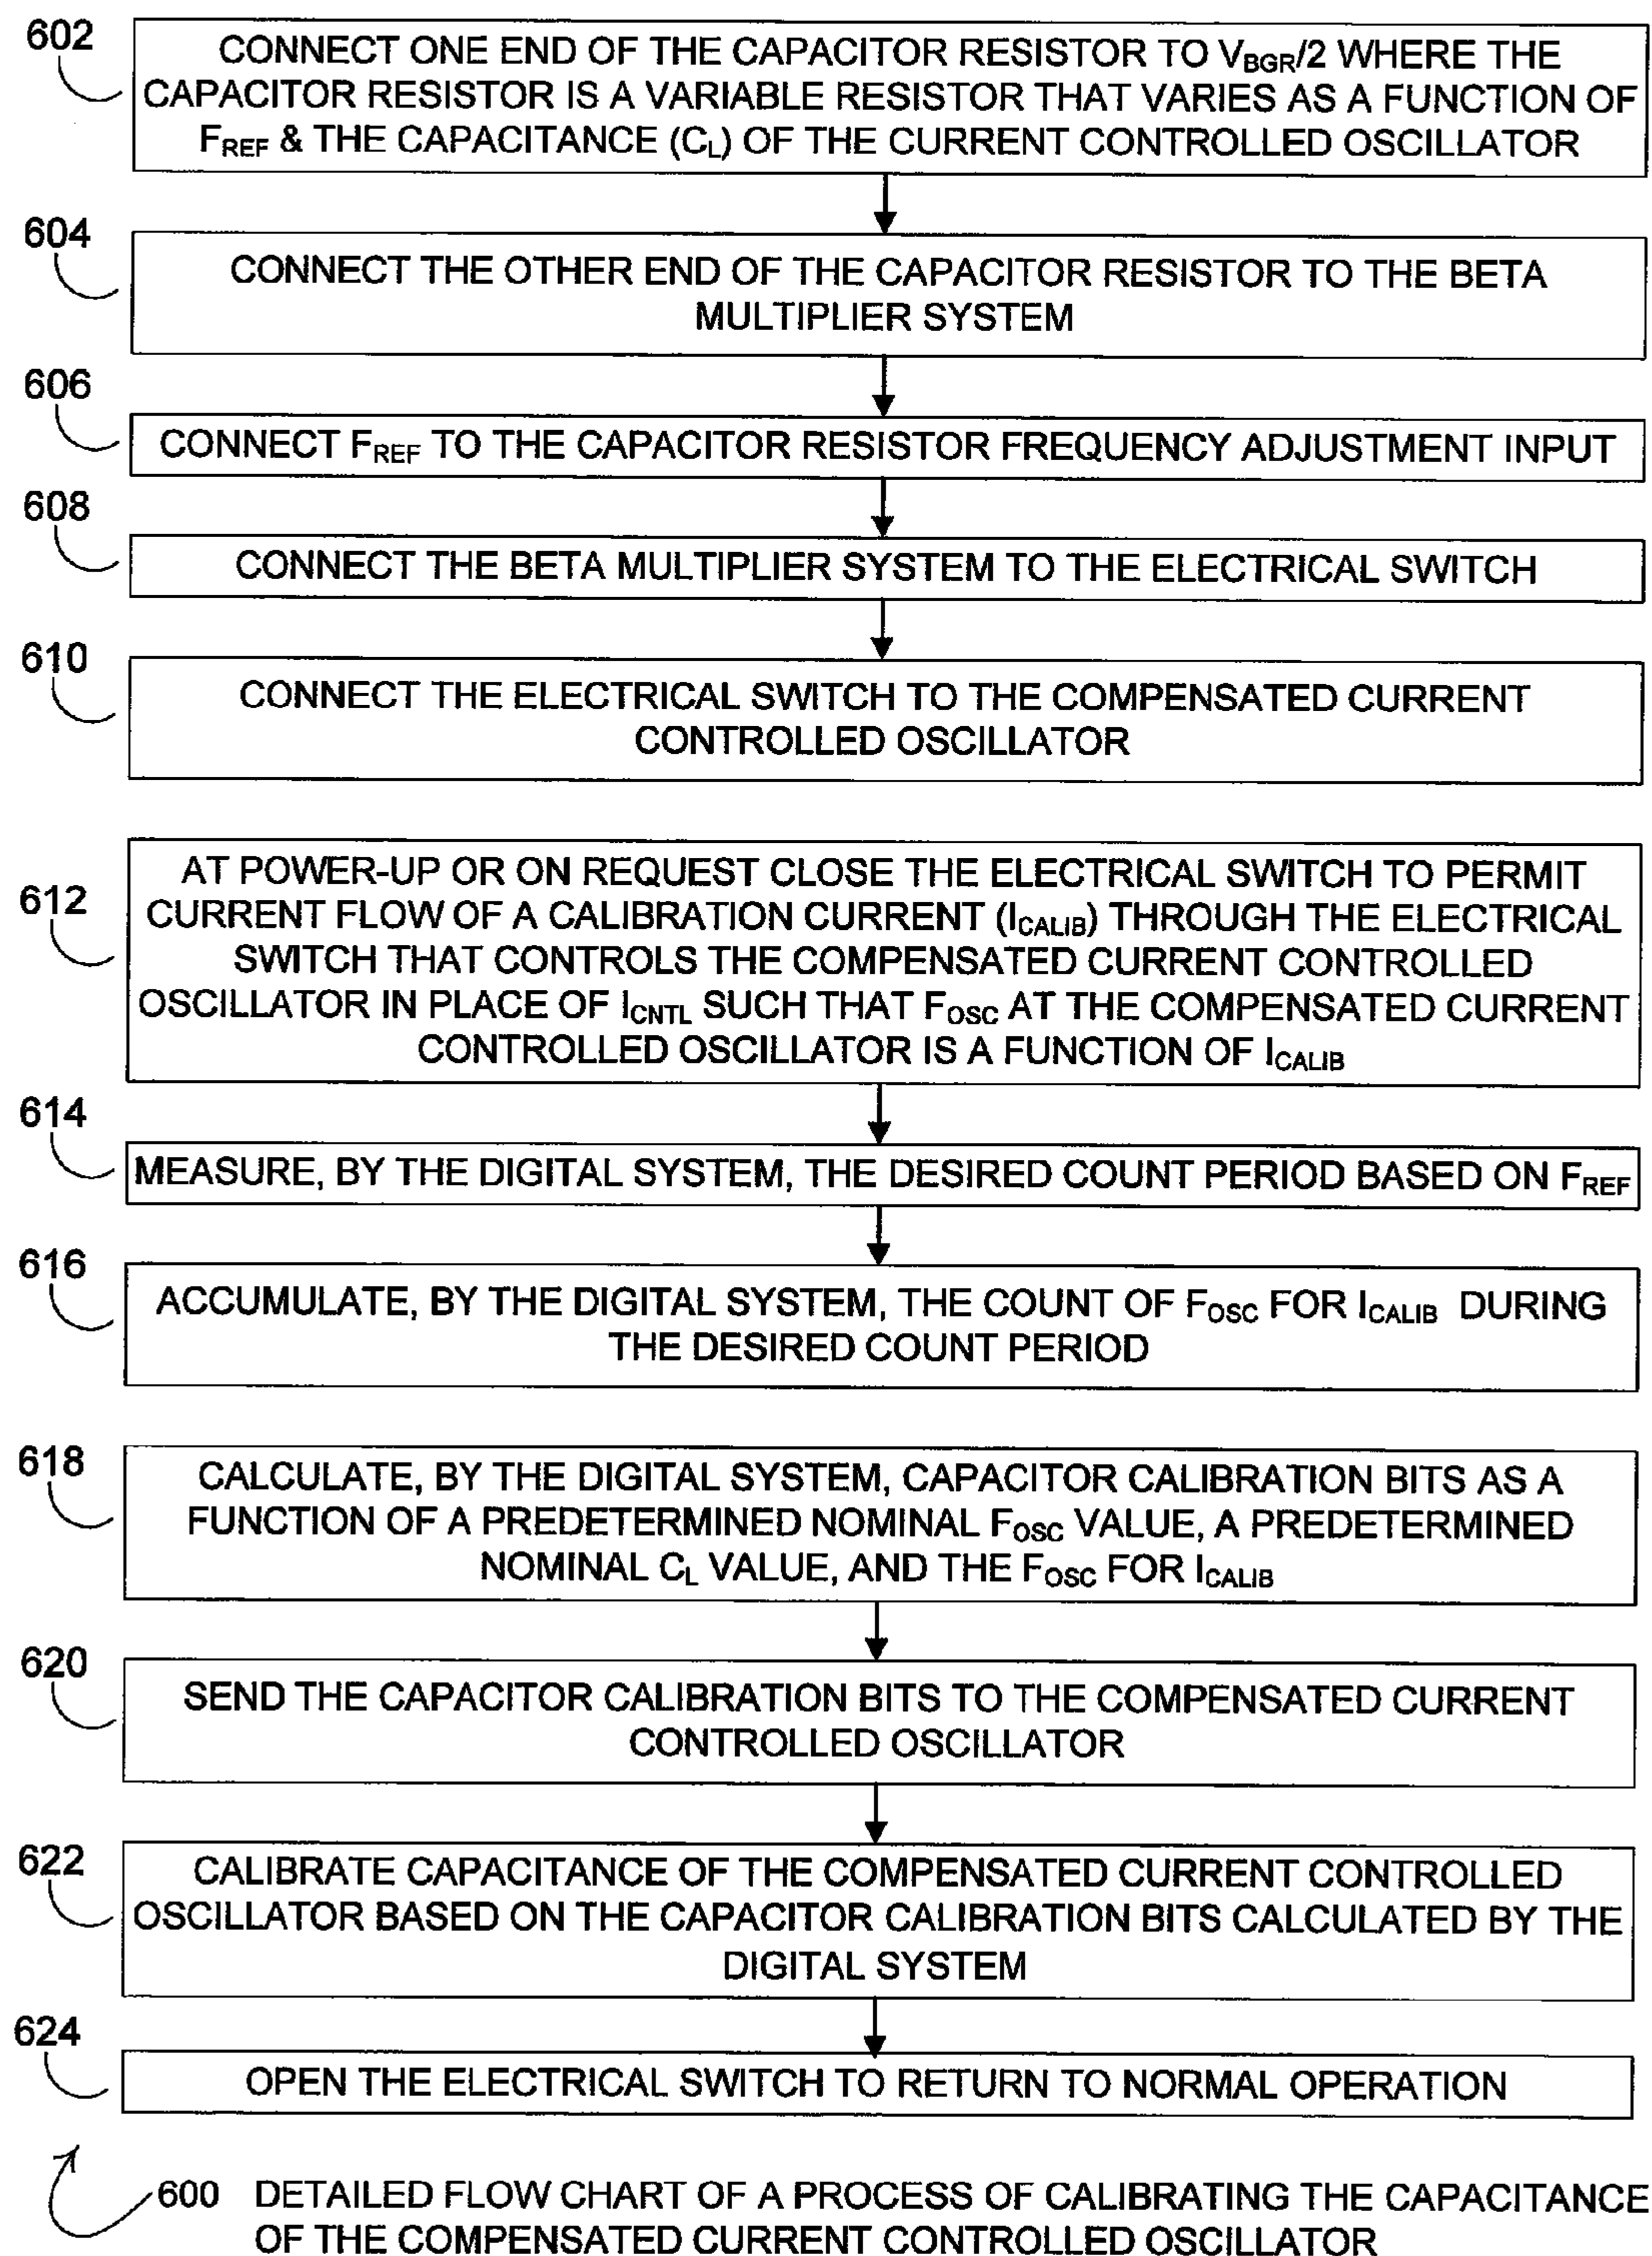 602
CONNECT ONE END OF THE CAPACITOR RESISTOR TO VBGR/2 WHERE THE
CAPACITOR RESISTOR IS A VARIABLE RESISTOR THAT VARIES AS A FUNCTION OF
FREF & THE CAPACITANCE (CL) OF THE CURRENT CONTROLLED OSCILLATOR
604
CONNECT THE OTHER END OF THE CAPACITOR RESISTOR TO THE BETA
MULTIPLIER SYSTEM
606
CONNECT FREF TO THE CAPACITOR RESISTOR FREQUENCY ADJUSTMENT INPUT
608
CONNECT THE BETA MULTIPLIER SYSTEM TO THE ELECTRICAL SWITCH
610
CONNECT THE ELECTRICAL SWITCH TO THE COMPENSATED CURRENT
CONTROLLED OSCILLATOR
612
AT POWER-UP OR ON REQUEST CLOSE THE ELECTRICAL SWITCH TO PERMIT
CURRENT FLOW OF A CALIBRATION CURRENT (ICALIB) THROUGH THE ELECTRICAL
SWITCH THAT CONTROLS THE COMPENSATED CURRENT CONTROLLED
OSCILLATOR IN PLACE OF ICNTL SUCH THAT FOSC AT THE COMPENSATED CURRENT
CONTROLLED OSCILLATOR IS A FUNCTION OF ICALIB
614
MEASURE, BY THE DIGITAL SYSTEM, THE DESIRED COUNT PERIOD BASED ON FREF
616
ACCUMULATE, BY THE DIGITAL SYSTEM, THE COUNT OF FOSC FOR ICALIB DURING
THE DESIRED COUNT PERIOD
618
CALCULATE, BY THE DIGITAL SYSTEM, CAPACITOR CALIBRATION BITS AS A
FUNCTION OF A PREDETERMINED NOMINAL FOSC VALUE, A PREDETERMINED
NOMINAL CL VALUE, AND THE FOSC FOR ICALIB
620
SEND THE CAPACITOR CALIBRATION BITS TO THE COMPENSATED CURRENT
CONTROLLED OSCILLATOR
622
CALIBRATE CAPACITANCE OF THE COMPENSATED CURRENT CONTROLLED
OSCILLATOR BASED ON THE CAPACITOR CALIBRATION BITS CALCULATED BY THE
DIGITAL SYSTEM
624
OPEN THE ELECTRICAL SWITCH TO RETURN TO NORMAL OPERATION
600 DETAILED FLOW CHART OF A PROCESS OF CALIBRATING THE CAPACITANCE
OF THE COMPENSATED CURRENT CONTROLLED OSCILLATOR